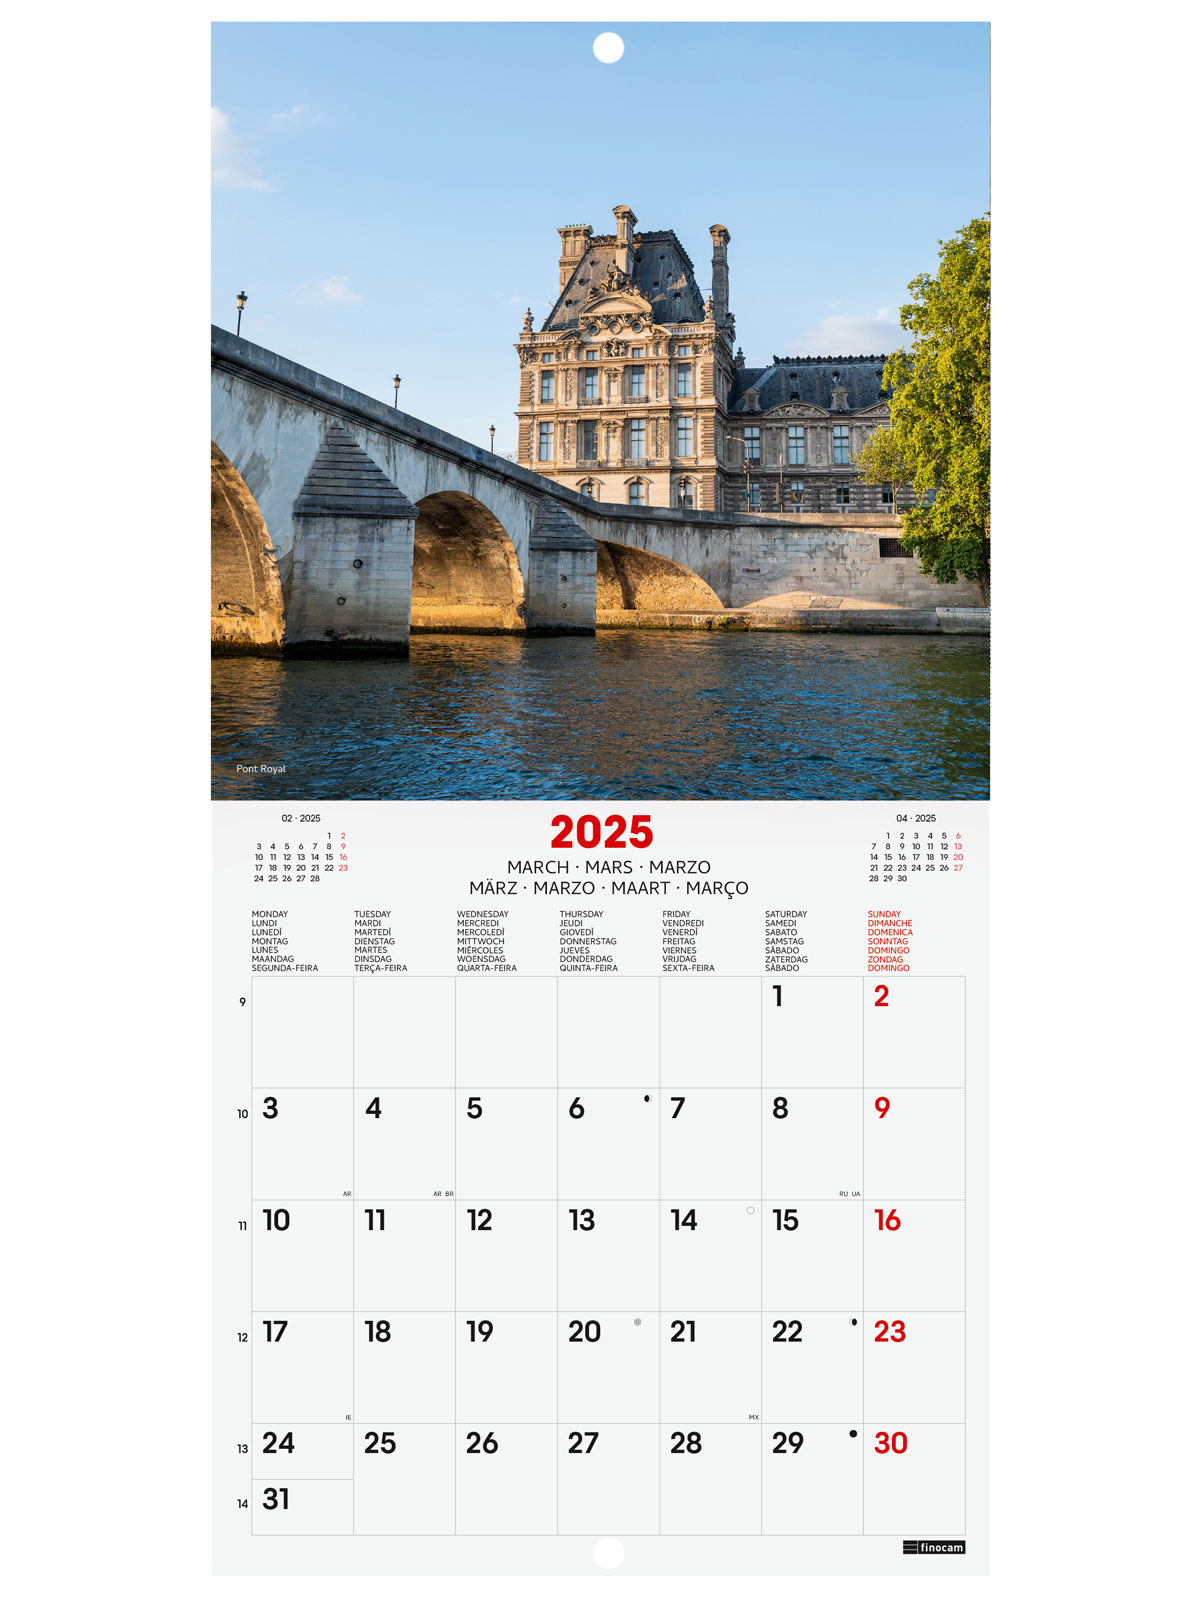 Pont Royal
02 · 2025
1 2
3 4 5 6 7 8 9
10 11 12 13 14 15 16
17 18 19 20 21 22 23
24 25 26 27 28
2025
MARCH · MARS · MARZO
MÄRZ · MARZO · MAART · MARÇO
04 · 2025
1 2 3 4 5 6
7 8 9 10 11 12 13
14 15 16 17 18 19 20
21 22 23 24 25 26 27
28 29 30
MONDAY TUESDAY WEDNESDAY THURSDAY FRIDAY SATURDAY SUNDAY
LUNDI MARDI MERCREDI JEUDI VENDREDI SAMEDI DIMANCHE
LUNEDÌ MARTEDÌ MERCOLEDÌ GIOVEDÌ VENERDÌ SABATO DOMENICA
MONTAG DIENSTAG MITTWOCH DONNERSTAG FREITAG SAMSTAG SONNTAG
LUNES MARTES MIÉRCOLES JUEVES VIERNES SÁBADO DOMINGO
MAANDAG DINSDAG WOENSDAG DONDERDAG VRIJDAG ZATERDAG ZONDAG
SEGUNDA-FEIRA TERÇA-FEIRA QUARTA-FEIRA QUINTA-FEIRA SEXTA-FEIRA SÁBADO DOMINGO
9 1 2
10 3 4 5 6 7 8 9
AR AR BR RU UA
11 10 11 12 13 14 15 16
12 17 18 19 20 21 22 23
IE MX
13 24 25 26 27 28 29 30
14 31
finocam